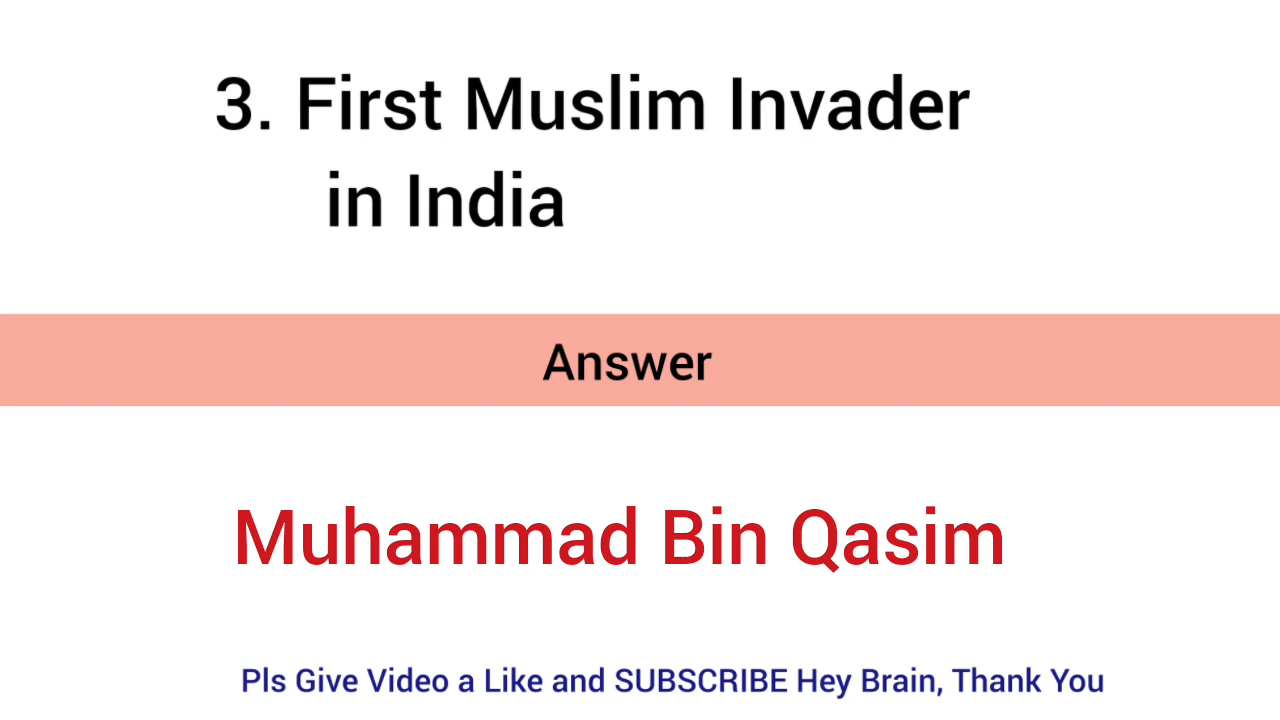 3. First Muslim Invader
in India
Answer
Muhammad Bin Qasim
Pls Give Video a Like and SUBSCRIBE Hey Brain, Thank You